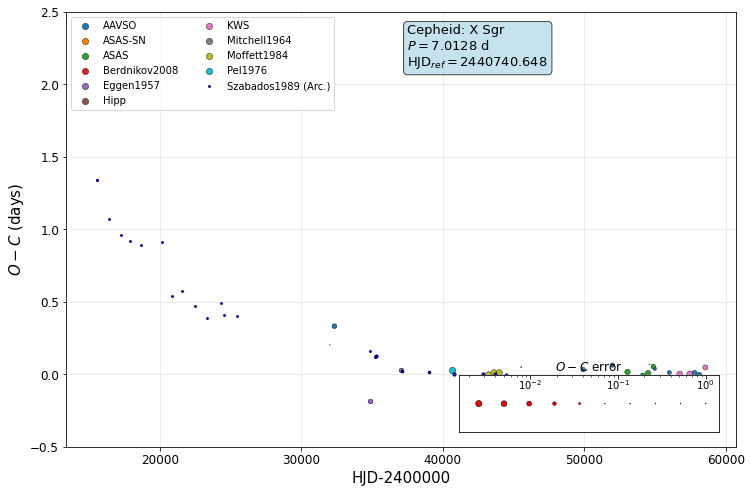 AAVSO
ASAS-SN
ASAS
Berdnikov2008
Eggen1957
Hipp
KWS
Mitchell1964
Moffett1984
Pel1976
Szabados1989 (Arc.)
Cepheid: X Sgr
P = 7.0128 d
HJD_ref = 2440740.648
2.5
2.0
1.5
1.0
0.5
0.0
−0.5
O − C (days)
O − C error
10^−2
10^−1
10^0
20000
30000
40000
50000
60000
HJD-2400000